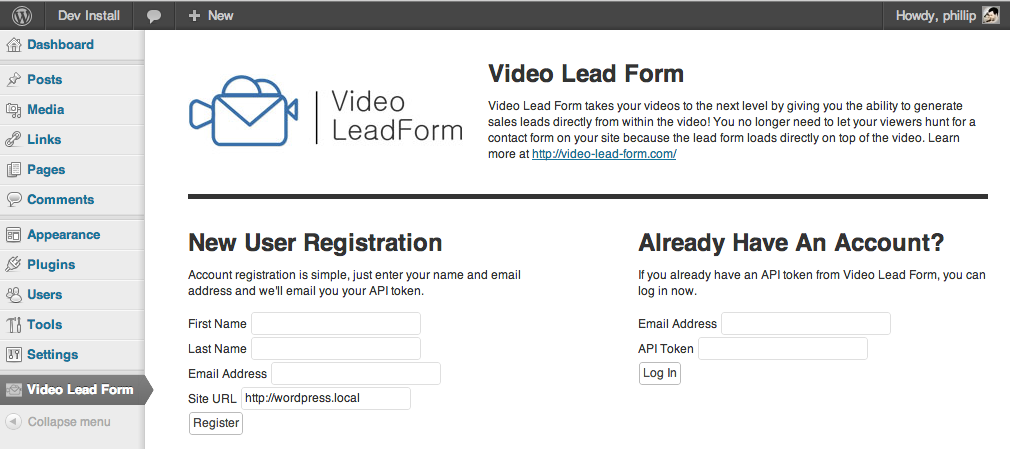 Dev Install
New
Howdy, phillip
Dashboard
Posts
Media
Links
Pages
Comments
Appearance
Plugins
Users
Tools
Settings
Video Lead Form
Collapse menu
Video
LeadForm
Video Lead Form
Video Lead Form takes your videos to the next level by giving you the ability to generate
sales leads directly from within the video! You no longer need to let your viewers hunt for a
contact form on your site because the lead form loads directly on top of the video. Learn
more at http://video-lead-form.com/
New User Registration
Account registration is simple, just enter your name and email
address and we'll email you your API token.
First Name
Last Name
Email Address
Site URL http://wordpress.local
Register
Already Have An Account?
If you already have an API token from Video Lead Form, you can
log in now.
Email Address
API Token
Log In